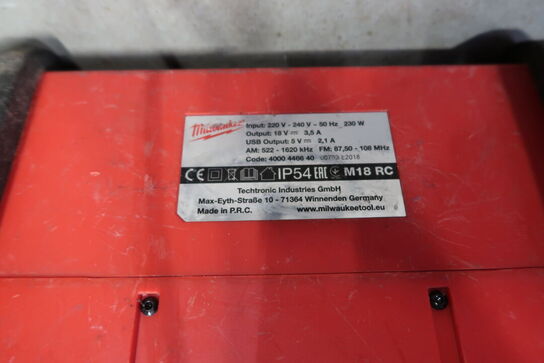 Milwaukee
Input: 220 V - 240 V ~ 50 Hz 230 W
Output: 18 V ⎓ 3,5 A
USB Output: 5 V ⎓ 2,1 A
AM: 522 - 1620 kHz FM: 87,50 - 108 MHz
Code: 4000 4466 40
CE IP54 EAC M18 RC
Techtronic Industries GmbH
Max-Eyth-Straße 10 - 71364 Winnenden Germany
Made in P.R.C. www.milwaukeetool.eu